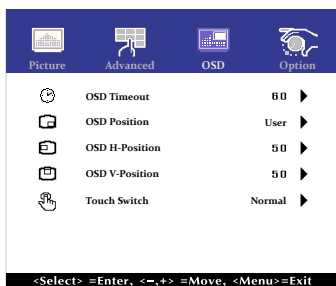 Picture Advanced OSD Option
OSD Timeout 60
OSD Position User
OSD H-Position 50
OSD V-Position 50
Touch Switch Normal
<Select> =Enter, <−,+> =Move, <Menu>=Exit